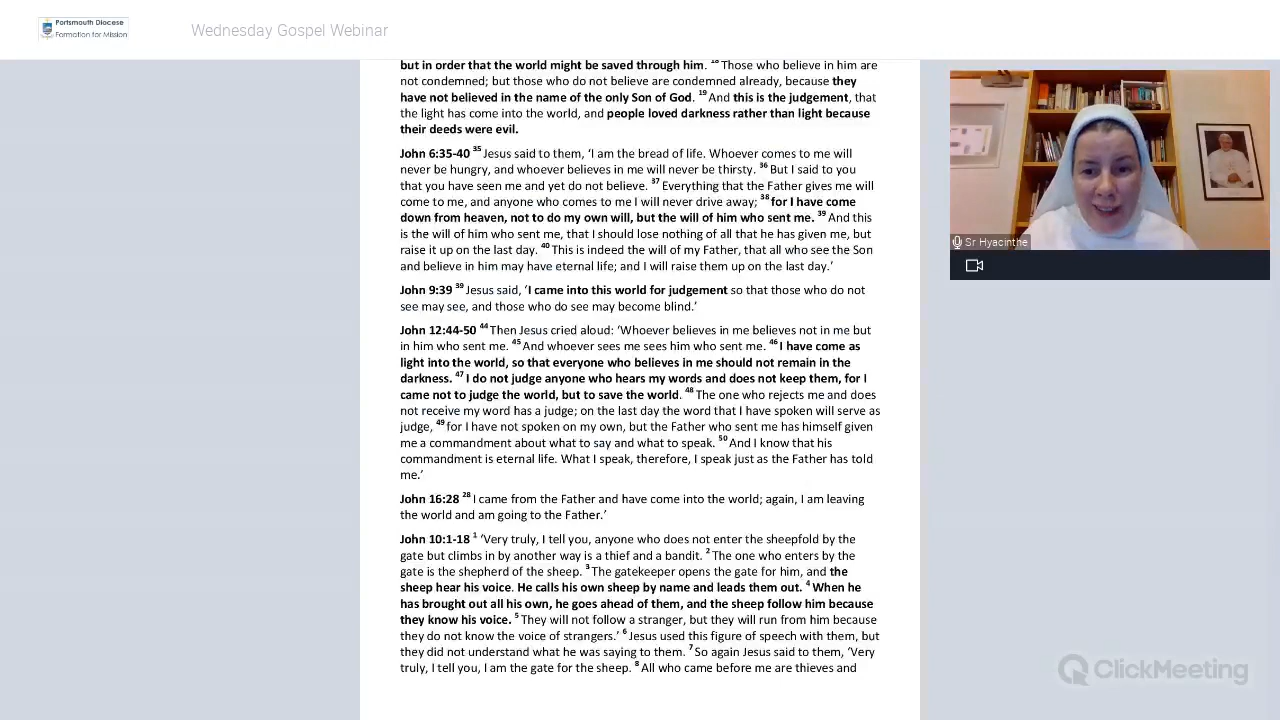 Portsmouth Diocese
Formation for Mission
Wednesday Gospel Webinar
but in order that the world might be saved through him. 18 Those who believe in him are
not condemned; but those who do not believe are condemned already, because they
have not believed in the name of the only Son of God. 19 And this is the judgement, that
the light has come into the world, and people loved darkness rather than light because
their deeds were evil.
John 6:35-40 35 Jesus said to them, ‘I am the bread of life. Whoever comes to me will
never be hungry, and whoever believes in me will never be thirsty. 36 But I said to you
that you have seen me and yet do not believe. 37 Everything that the Father gives me will
come to me, and anyone who comes to me I will never drive away; 38 for I have come
down from heaven, not to do my own will, but the will of him who sent me. 39 And this
is the will of him who sent me, that I should lose nothing of all that he has given me, but
raise it up on the last day. 40 This is indeed the will of my Father, that all who see the Son
and believe in him may have eternal life; and I will raise them up on the last day.’
John 9:39 39 Jesus said, ‘I came into this world for judgement so that those who do not
see may see, and those who do see may become blind.’
John 12:44-50 44 Then Jesus cried aloud: ‘Whoever believes in me believes not in me but
in him who sent me. 45 And whoever sees me sees him who sent me. 46 I have come as
light into the world, so that everyone who believes in me should not remain in the
darkness. 47 I do not judge anyone who hears my words and does not keep them, for I
came not to judge the world, but to save the world. 48 The one who rejects me and does
not receive my word has a judge; on the last day the word that I have spoken will serve as
judge, 49 for I have not spoken on my own, but the Father who sent me has himself given
me a commandment about what to say and what to speak. 50 And I know that his
commandment is eternal life. What I speak, therefore, I speak just as the Father has told
me.’
John 16:28 28 I came from the Father and have come into the world; again, I am leaving
the world and am going to the Father.’
John 10:1-18 1 ‘Very truly, I tell you, anyone who does not enter the sheepfold by the
gate but climbs in by another way is a thief and a bandit. 2 The one who enters by the
gate is the shepherd of the sheep. 3 The gatekeeper opens the gate for him, and the
sheep hear his voice. He calls his own sheep by name and leads them out. 4 When he
has brought out all his own, he goes ahead of them, and the sheep follow him because
they know his voice. 5 They will not follow a stranger, but they will run from him because
they do not know the voice of strangers.’ 6 Jesus used this figure of speech with them, but
they did not understand what he was saying to them. 7 So again Jesus said to them, ‘Very
truly, I tell you, I am the gate for the sheep. 8 All who came before me are thieves and
Sr Hyacinthe
ClickMeeting